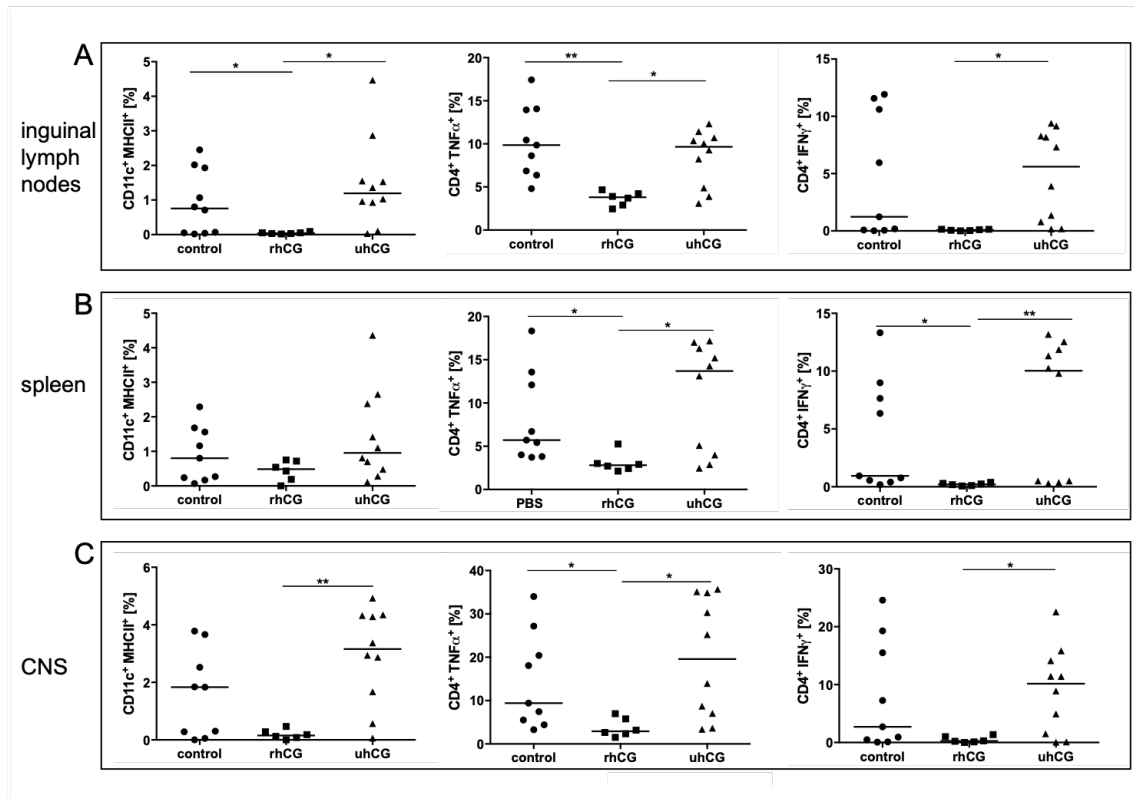 A
inguinal
lymph
nodes
CD11c+ MHCII+ [%]
5
4
3
2
1
0
*
*
control
rhCG
uhCG
CD4+ TNFα+ [%]
20
15
10
5
0
**
*
control
rhCG
uhCG
CD4+ IFNγ+ [%]
15
10
5
0
*
control
rhCG
uhCG
B
spleen
CD11c+ MHCII+ [%]
5
4
3
2
1
0
control
rhCG
uhCG
CD4+ TNFα+ [%]
20
15
10
5
0
*
*
PBS
rhCG
uhCG
CD4+ IFNγ+ [%]
15
10
5
0
*
**
control
rhCG
uhCG
C
CNS
CD11c+ MHCII+ [%]
6
4
2
0
**
control
rhCG
uhCG
CD4+ TNFα+ [%]
40
30
20
10
0
*
*
control
rhCG
uhCG
CD4+ IFNγ+ [%]
30
20
10
0
*
control
rhCG
uhCG